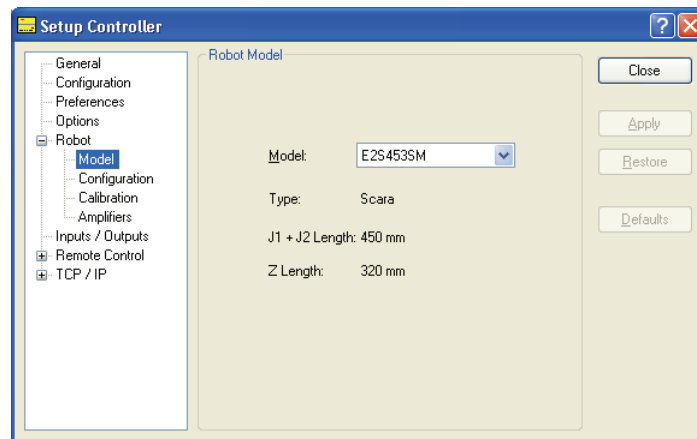 Setup Controller
General
Configuration
Preferences
Options
Robot
Model
Configuration
Calibration
Amplifiers
Inputs / Outputs
Remote Control
TCP / IP
Robot Model
Model: E2S453SM
Type: Scara
J1 + J2 Length: 450 mm
Z Length: 320 mm
Close
Apply
Restore
Defaults